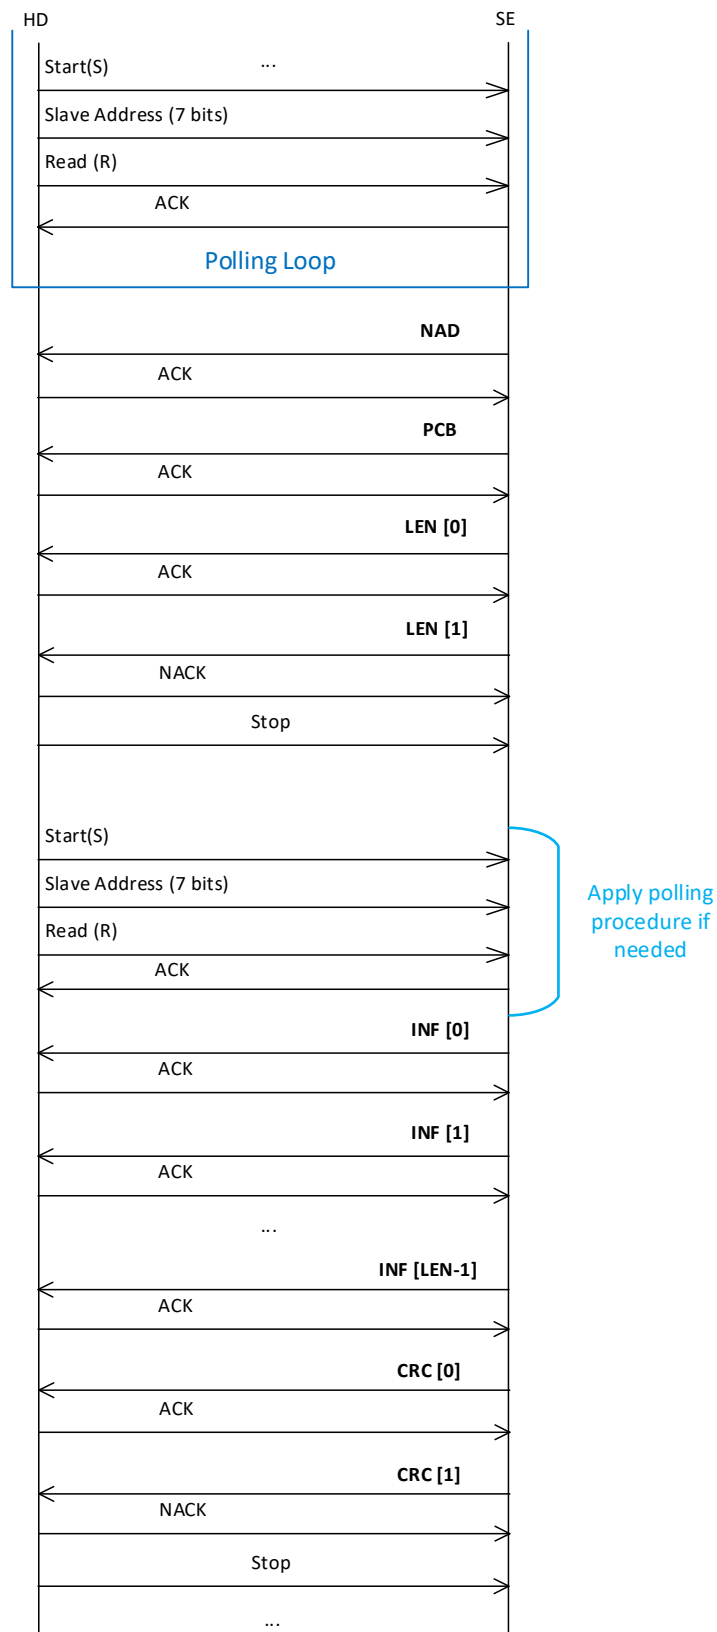 HD
SE
Start(S)
...
Slave Address (7 bits)
Read (R)
ACK
Polling Loop
NAD
ACK
PCB
ACK
LEN [0]
ACK
LEN [1]
NACK
Stop
Start(S)
Slave Address (7 bits)
Read (R)
ACK
Apply polling
procedure if
needed
INF [0]
ACK
INF [1]
ACK
...
INF [LEN-1]
ACK
CRC [0]
ACK
CRC [1]
NACK
Stop
...